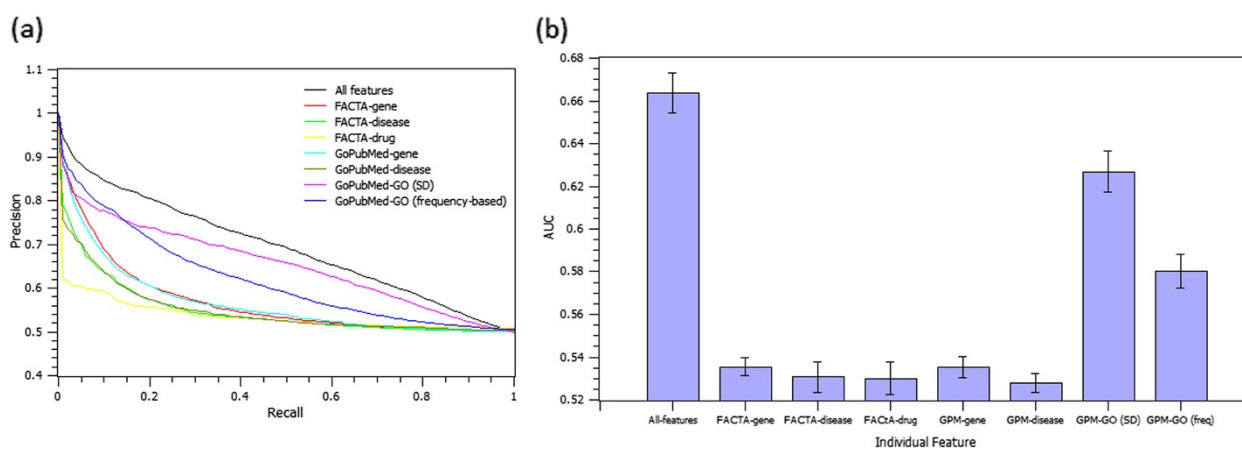 (a)
1.1
1
0.9
0.8
0.7
0.6
0.5
0.4
Precision
0
0.2
0.4
0.6
0.8
1
Recall
All features
FACTA-gene
FACTA-disease
FACTA-drug
GoPubMed-gene
GoPubMed-disease
GoPubMed-GO (SD)
GoPubMed-GO (frequency-based)
(b)
0.68
0.66
0.64
0.62
0.6
0.58
0.56
0.54
0.52
AUC
All-features
FACTA-gene
FACTA-disease
FACtA-drug
GPM-gene
GPM-disease
GPM-GO (SD)
GPM-GO (freq)
Individual Feature